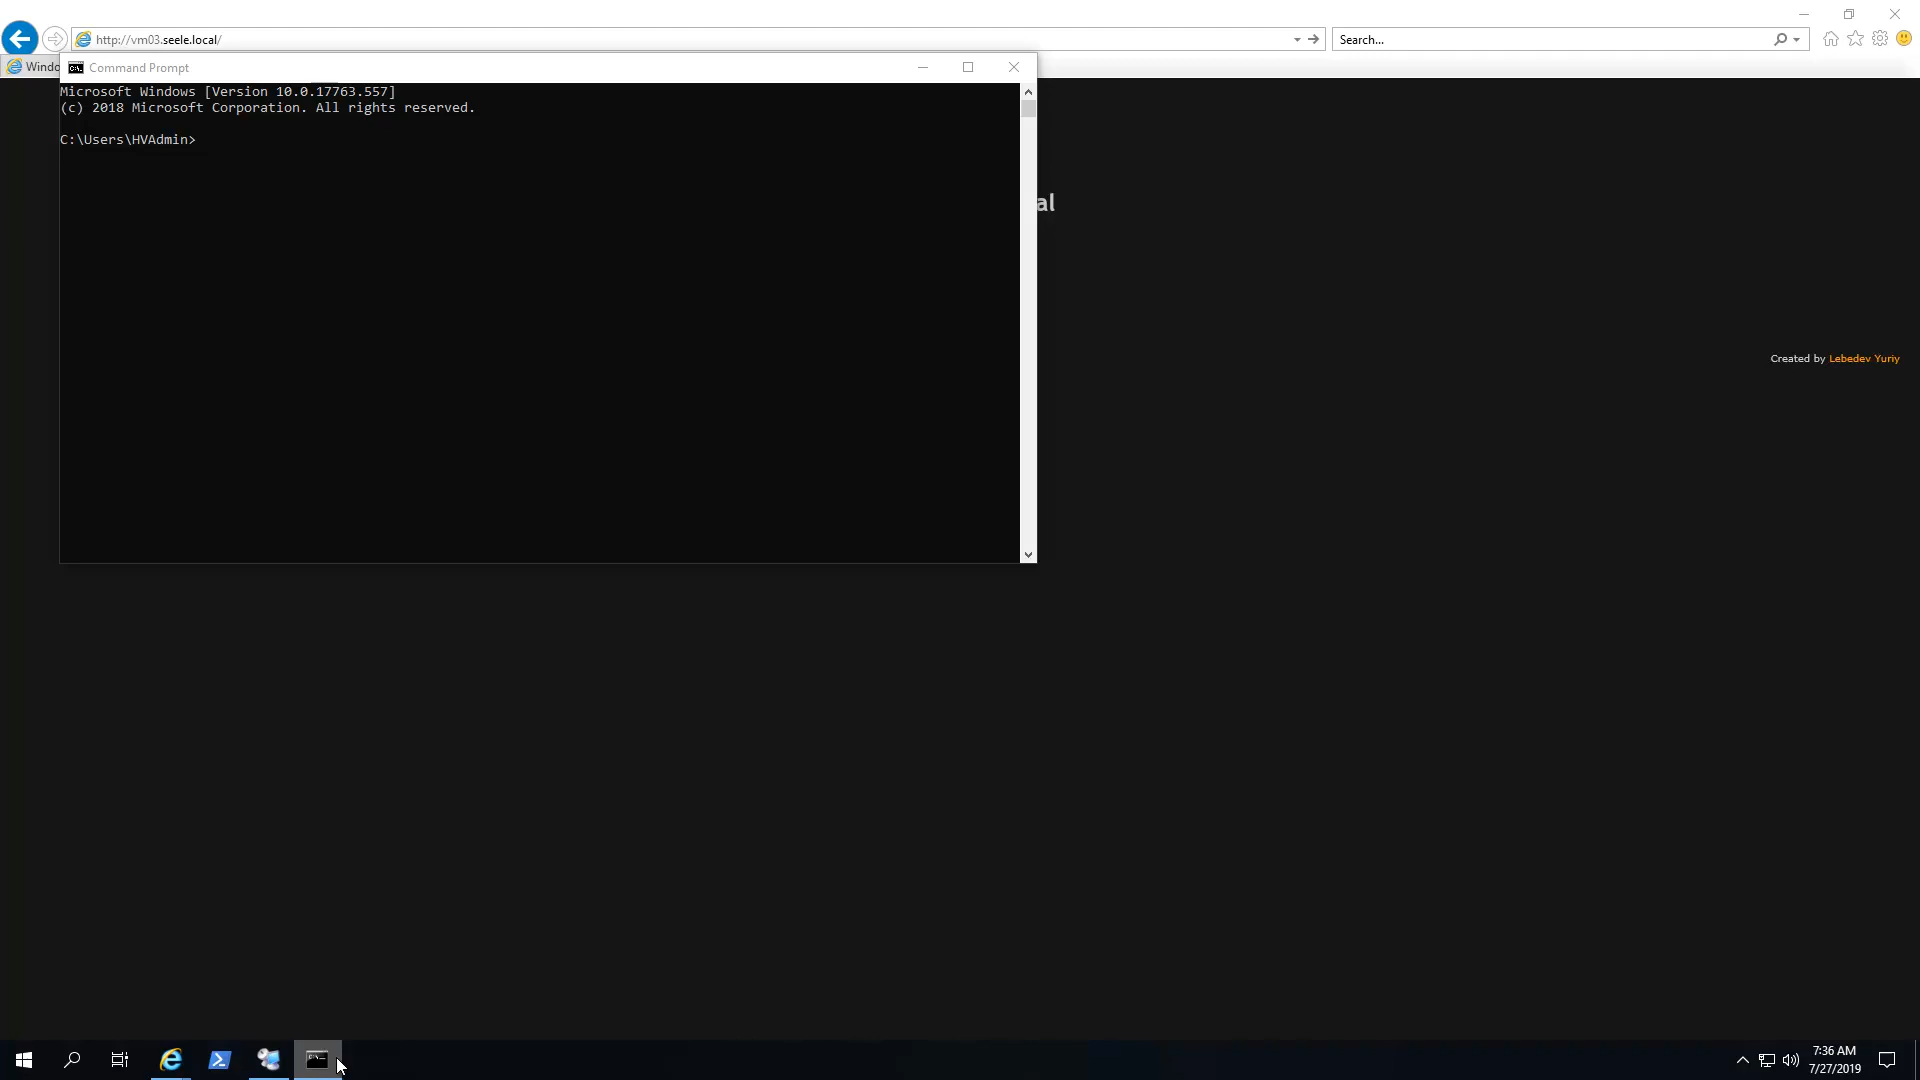 http://vm03.seele.local/
Search...
Windo
Command Prompt
Microsoft Windows [Version 10.0.17763.557]
(c) 2018 Microsoft Corporation. All rights reserved.
C:\Users\HVAdmin>
al
Created by Lebedev Yuriy
7:36 AM
7/27/2019